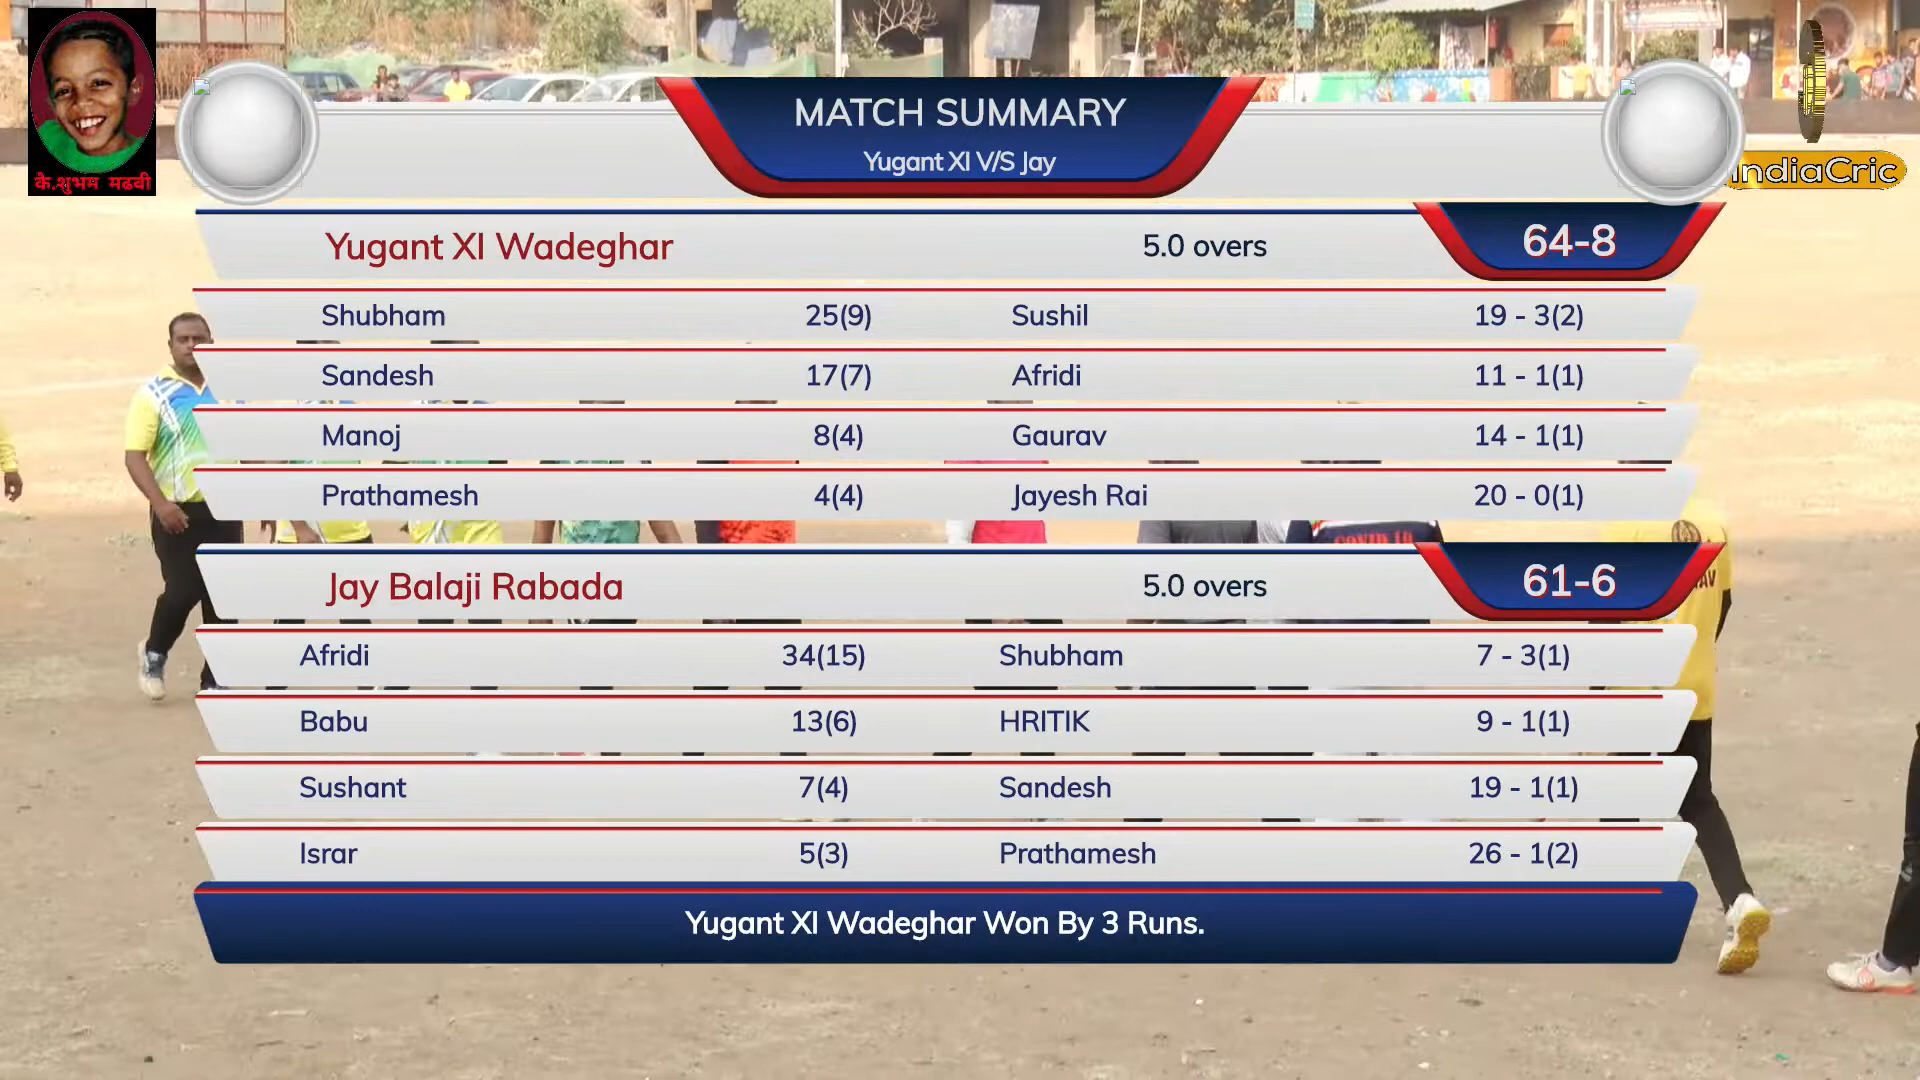 के.शुभम मढवी
MATCH SUMMARY
Yugant XI V/S Jay
IndiaCric
Yugant XI Wadeghar 5.0 overs 64-8
Shubham 25(9) Sushil 19 - 3(2)
Sandesh 17(7) Afridi 11 - 1(1)
Manoj 8(4) Gaurav 14 - 1(1)
Prathamesh 4(4) Jayesh Rai 20 - 0(1)
COVID 19
Jay Balaji Rabada 5.0 overs 61-6
Afridi 34(15) Shubham 7 - 3(1)
Babu 13(6) HRITIK 9 - 1(1)
Sushant 7(4) Sandesh 19 - 1(1)
Israr 5(3) Prathamesh 26 - 1(2)
Yugant XI Wadeghar Won By 3 Runs.